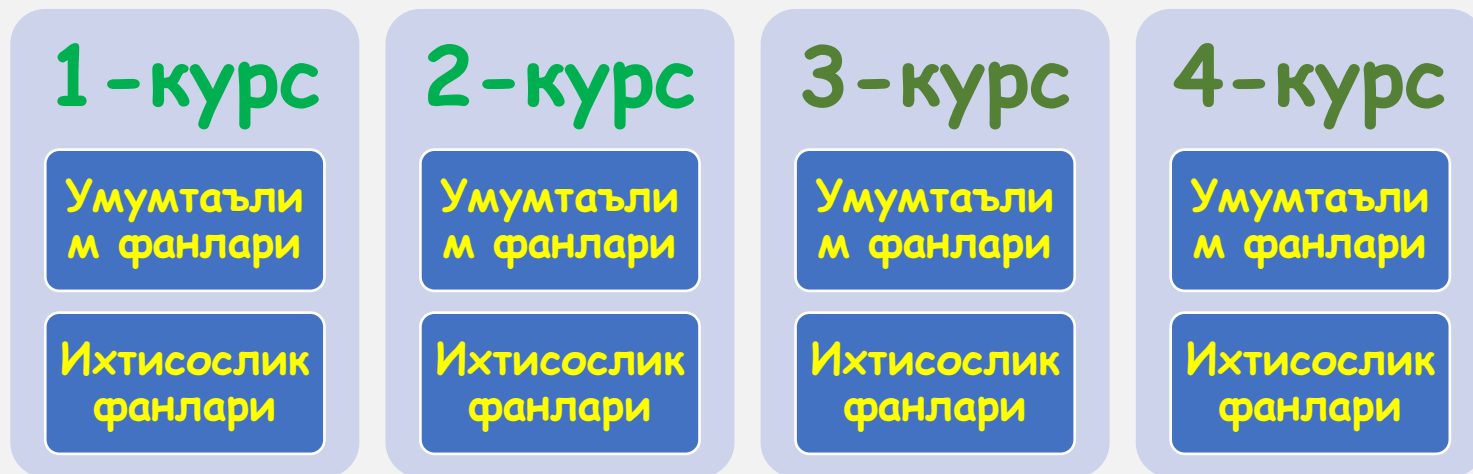 1-курс
Умумтаъли
м фанлари
Ихтисослик
фанлари
2-курс
Умумтаъли
м фанлари
Ихтисослик
фанлари
3-курс
Умумтаъли
м фанлари
Ихтисослик
фанлари
4-курс
Умумтаъли
м фанлари
Ихтисослик
фанлари